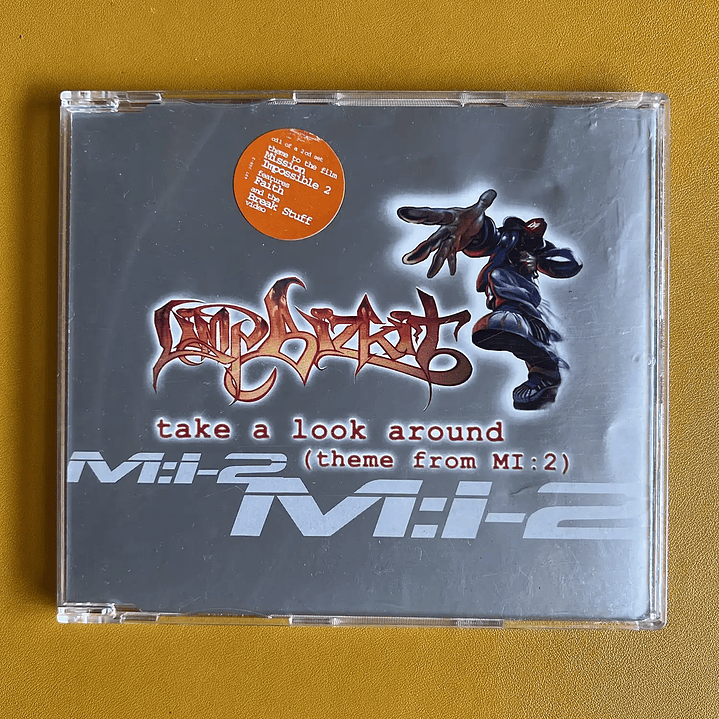 cd1 of a 2cd set
theme to the film
Mission
Impossible 2
features
Faith
and the
Break Stuff
video
Limp Bizkit
take a look around
(theme from MI:2)
M:i-2
M:i-2